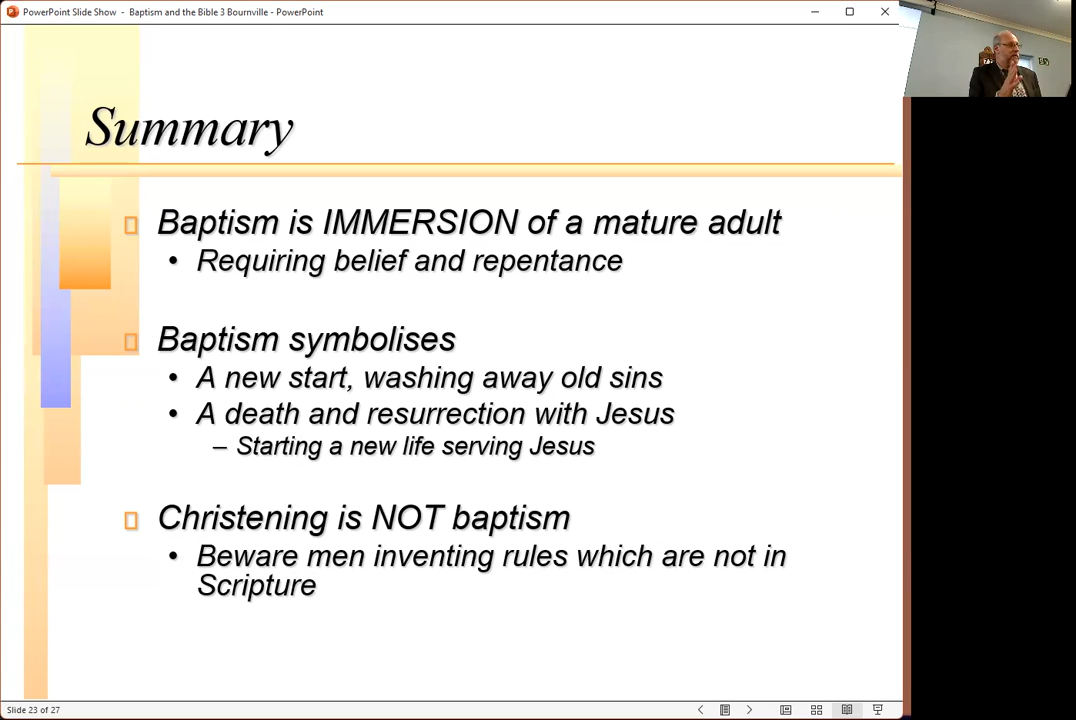 PowerPoint Slide Show - Baptism and the Bible 3 Bournville - PowerPoint
Summary
Baptism is IMMERSION of a mature adult
• Requiring belief and repentance
Baptism symbolises
• A new start, washing away old sins
• A death and resurrection with Jesus
– Starting a new life serving Jesus
Christening is NOT baptism
• Beware men inventing rules which are not in
Scripture
Slide 23 of 27